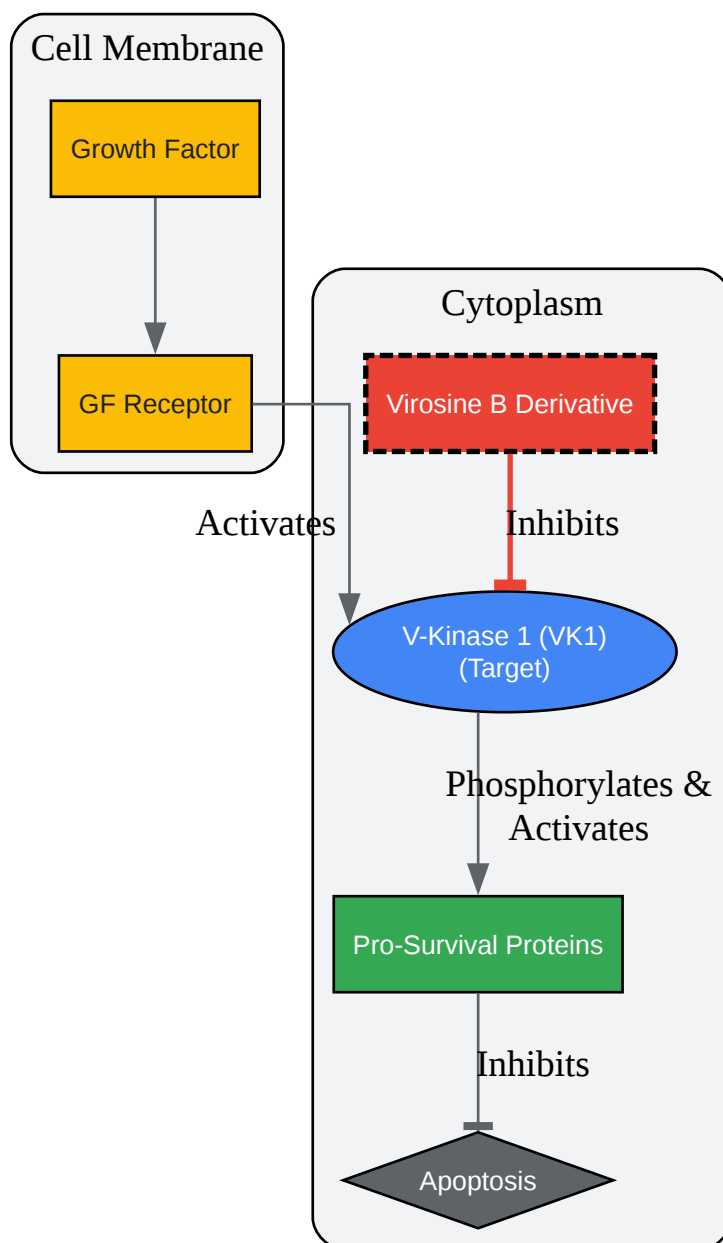 Cell Membrane
Growth Factor
GF Receptor
Activates
Cytoplasm
Virosine B Derivative
Inhibits
V-Kinase 1 (VK1)
(Target)
Phosphorylates &
Activates
Pro-Survival Proteins
Inhibits
Apoptosis